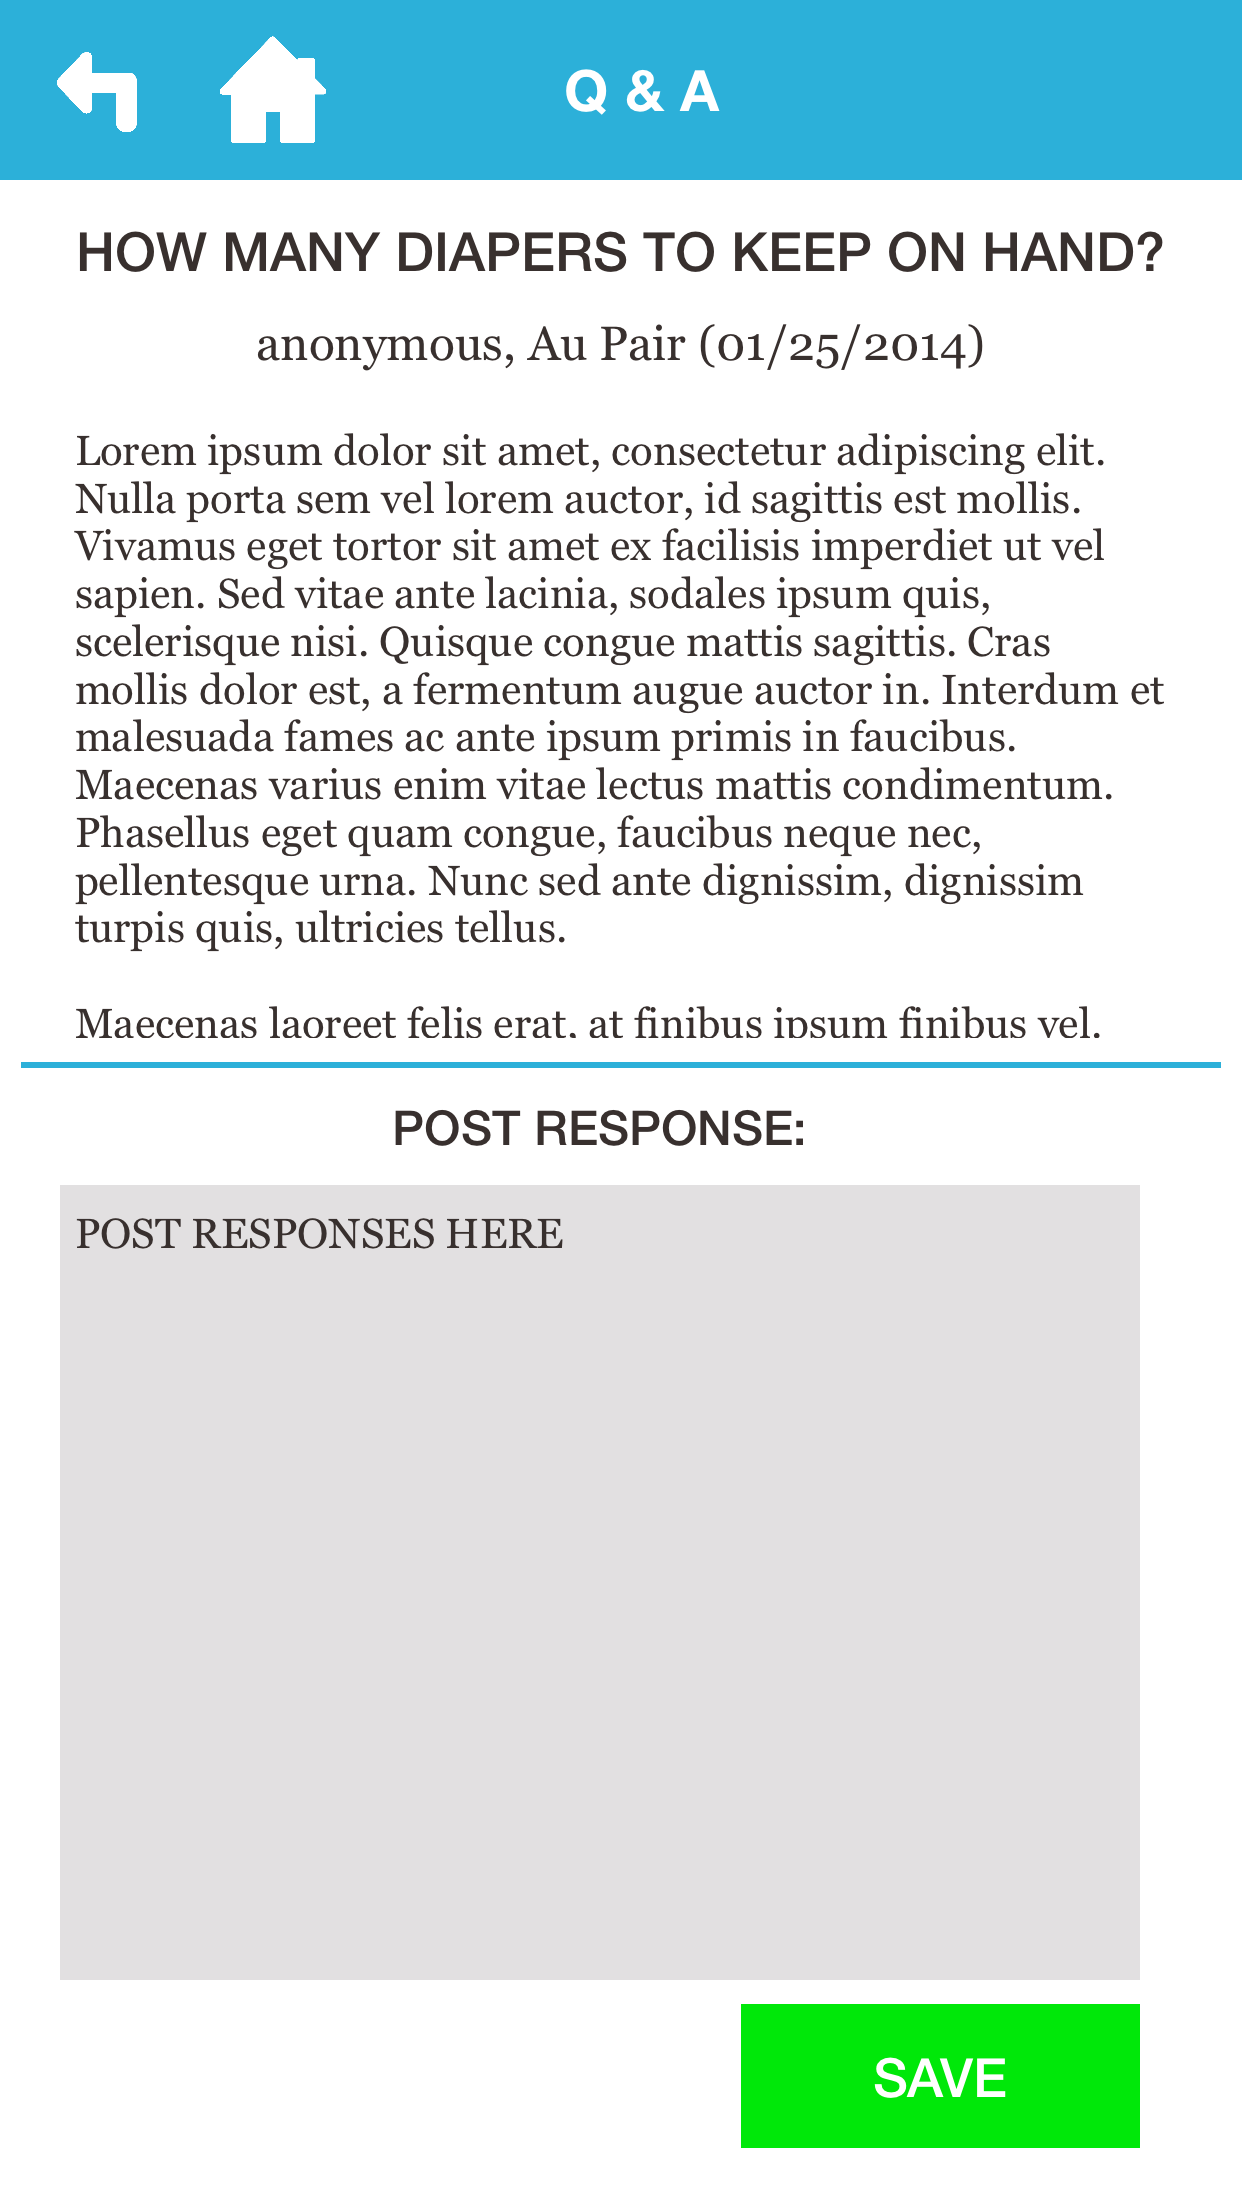 Q & A
HOW MANY DIAPERS TO KEEP ON HAND?
anonymous, Au Pair (01/25/2014)
Lorem ipsum dolor sit amet, consectetur adipiscing elit.
Nulla porta sem vel lorem auctor, id sagittis est mollis.
Vivamus eget tortor sit amet ex facilisis imperdiet ut vel
sapien. Sed vitae ante lacinia, sodales ipsum quis,
scelerisque nisi. Quisque congue mattis sagittis. Cras
mollis dolor est, a fermentum augue auctor in. Interdum et
malesuada fames ac ante ipsum primis in faucibus.
Maecenas varius enim vitae lectus mattis condimentum.
Phasellus eget quam congue, faucibus neque nec,
pellentesque urna. Nunc sed ante dignissim, dignissim
turpis quis, ultricies tellus.
Maecenas laoreet felis erat, at finibus ipsum finibus vel.
POST RESPONSE:
POST RESPONSES HERE
SAVE